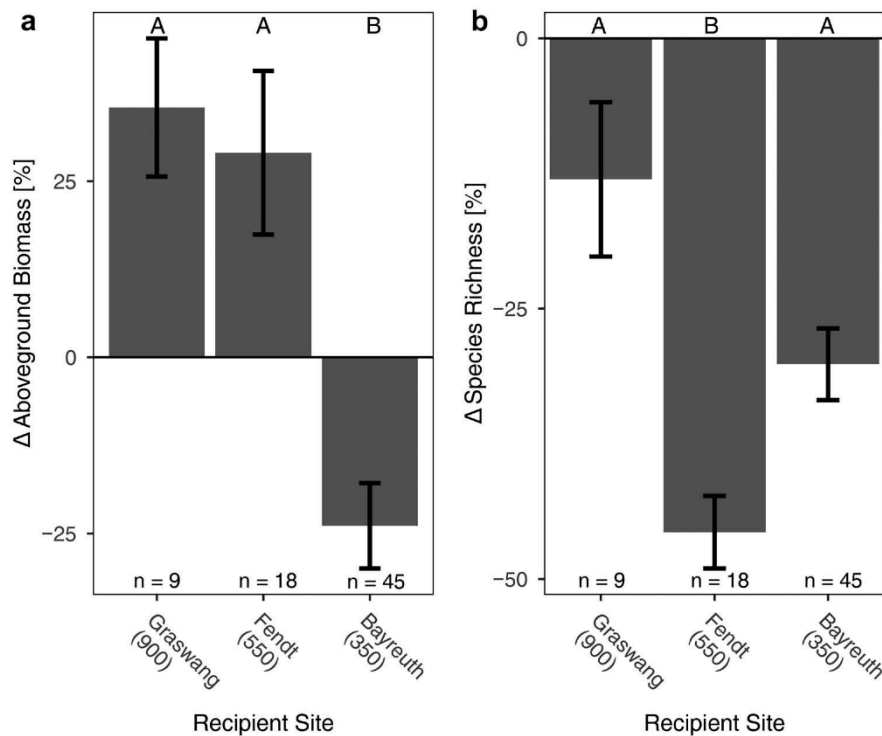 a
A A B
Δ Aboveground Biomass [%]
25
0
−25
n = 9 n = 18 n = 45
Graswang
(900)
Fendt
(550)
Bayreuth
(350)
Recipient Site
b
A B A
Δ Species Richness [%]
0
−25
−50
n = 9 n = 18 n = 45
Graswang
(900)
Fendt
(550)
Bayreuth
(350)
Recipient Site